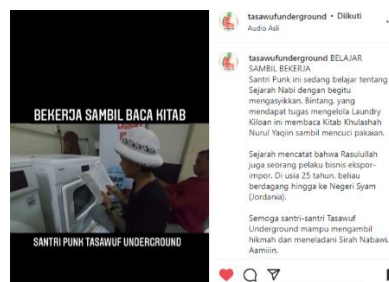 BEKERJA SAMBIL BACA KITAB
SANTRI PUNK TASAWUF UNDERGROUND
tasawufunderground • Diikuti
Audio Asli
tasawufunderground BELAJAR
SAMBIL BEKERJA
Santri Punk ini sedang belajar tentang
Sejarah Nabi dengan begitu
mengasyikkan. Bintang, yang
mendapat tugas mengelola Laundry
Kiloan ini membaca Kitab Khulashah
Nurul Yaqin sambil mencuci pakaian.
Sejarah mencatat bahwa Rasulullah
juga seorang pelaku bisnis ekspor-
impor. Di usia 25 tahun, beliau
berdagang hingga ke Negeri Syam
(Jordania).
Semoga santri-santri Tasawuf
Underground mampu mengambil
hikmah dan meneladani Sirah Nabawi.
Aamiiin.